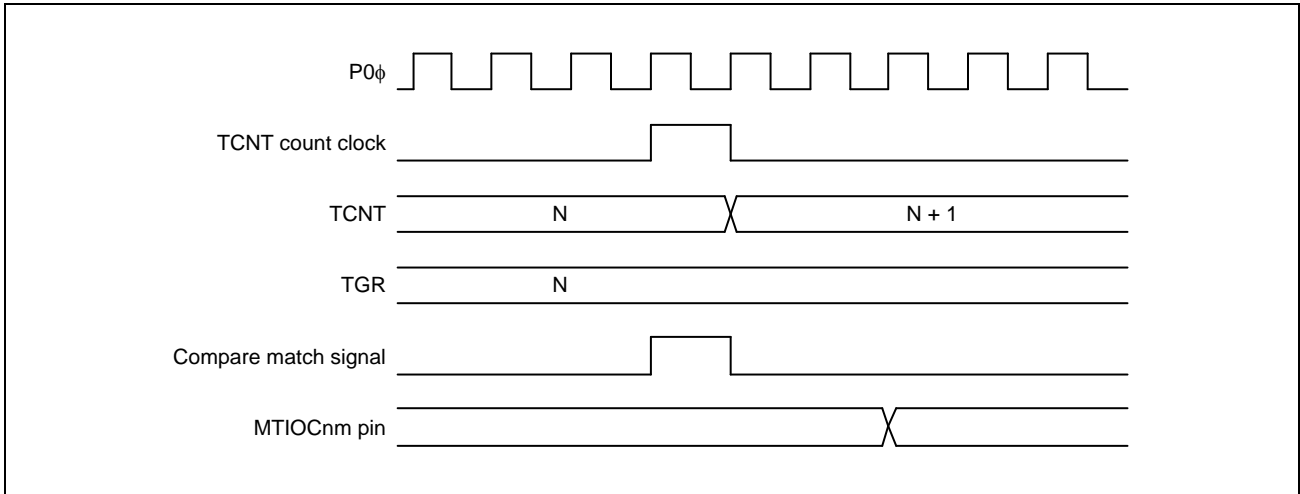 P0ϕ
TCNT count clock
TCNT N N + 1
TGR N
Compare match signal
MTIOCnm pin